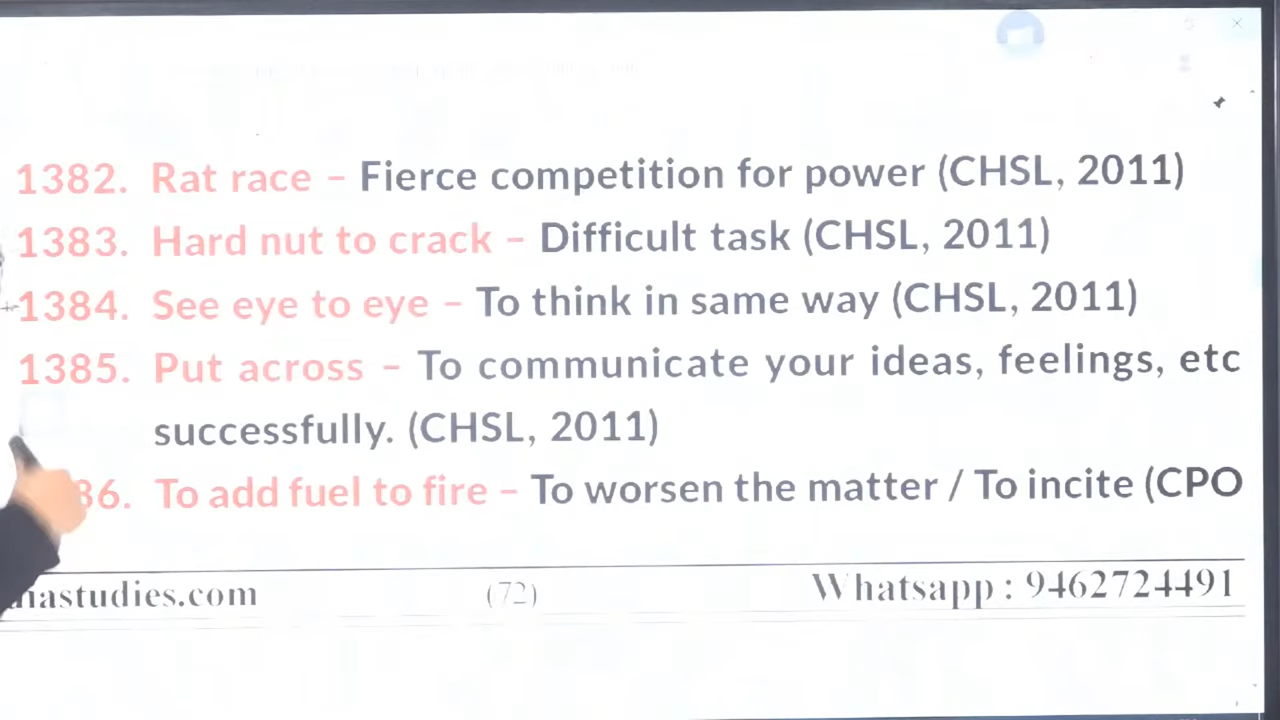 1382. Rat race – Fierce competition for power (CHSL, 2011)
1383. Hard nut to crack – Difficult task (CHSL, 2011)
1384. See eye to eye – To think in same way (CHSL, 2011)
1385. Put across – To communicate your ideas, feelings, etc
successfully. (CHSL, 2011)
36. To add fuel to fire – To worsen the matter / To incite (CPO
(72) Whatsapp : 9462724491